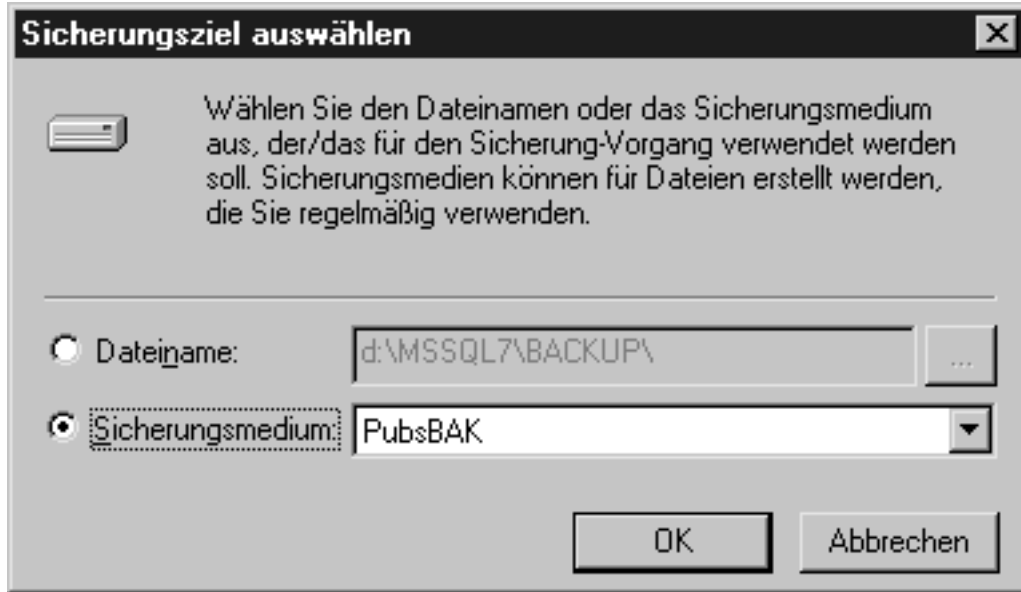 Sicherungsziel auswählen
Wählen Sie den Dateinamen oder das Sicherungsmedium
aus, der/das für den Sicherung-Vorgang verwendet werden
soll. Sicherungsmedien können für Dateien erstellt werden,
die Sie regelmäßig verwenden.
Dateiname: d:\MSSQL7\BACKUP\ ...
Sicherungsmedium: PubsBAK
OK Abbrechen